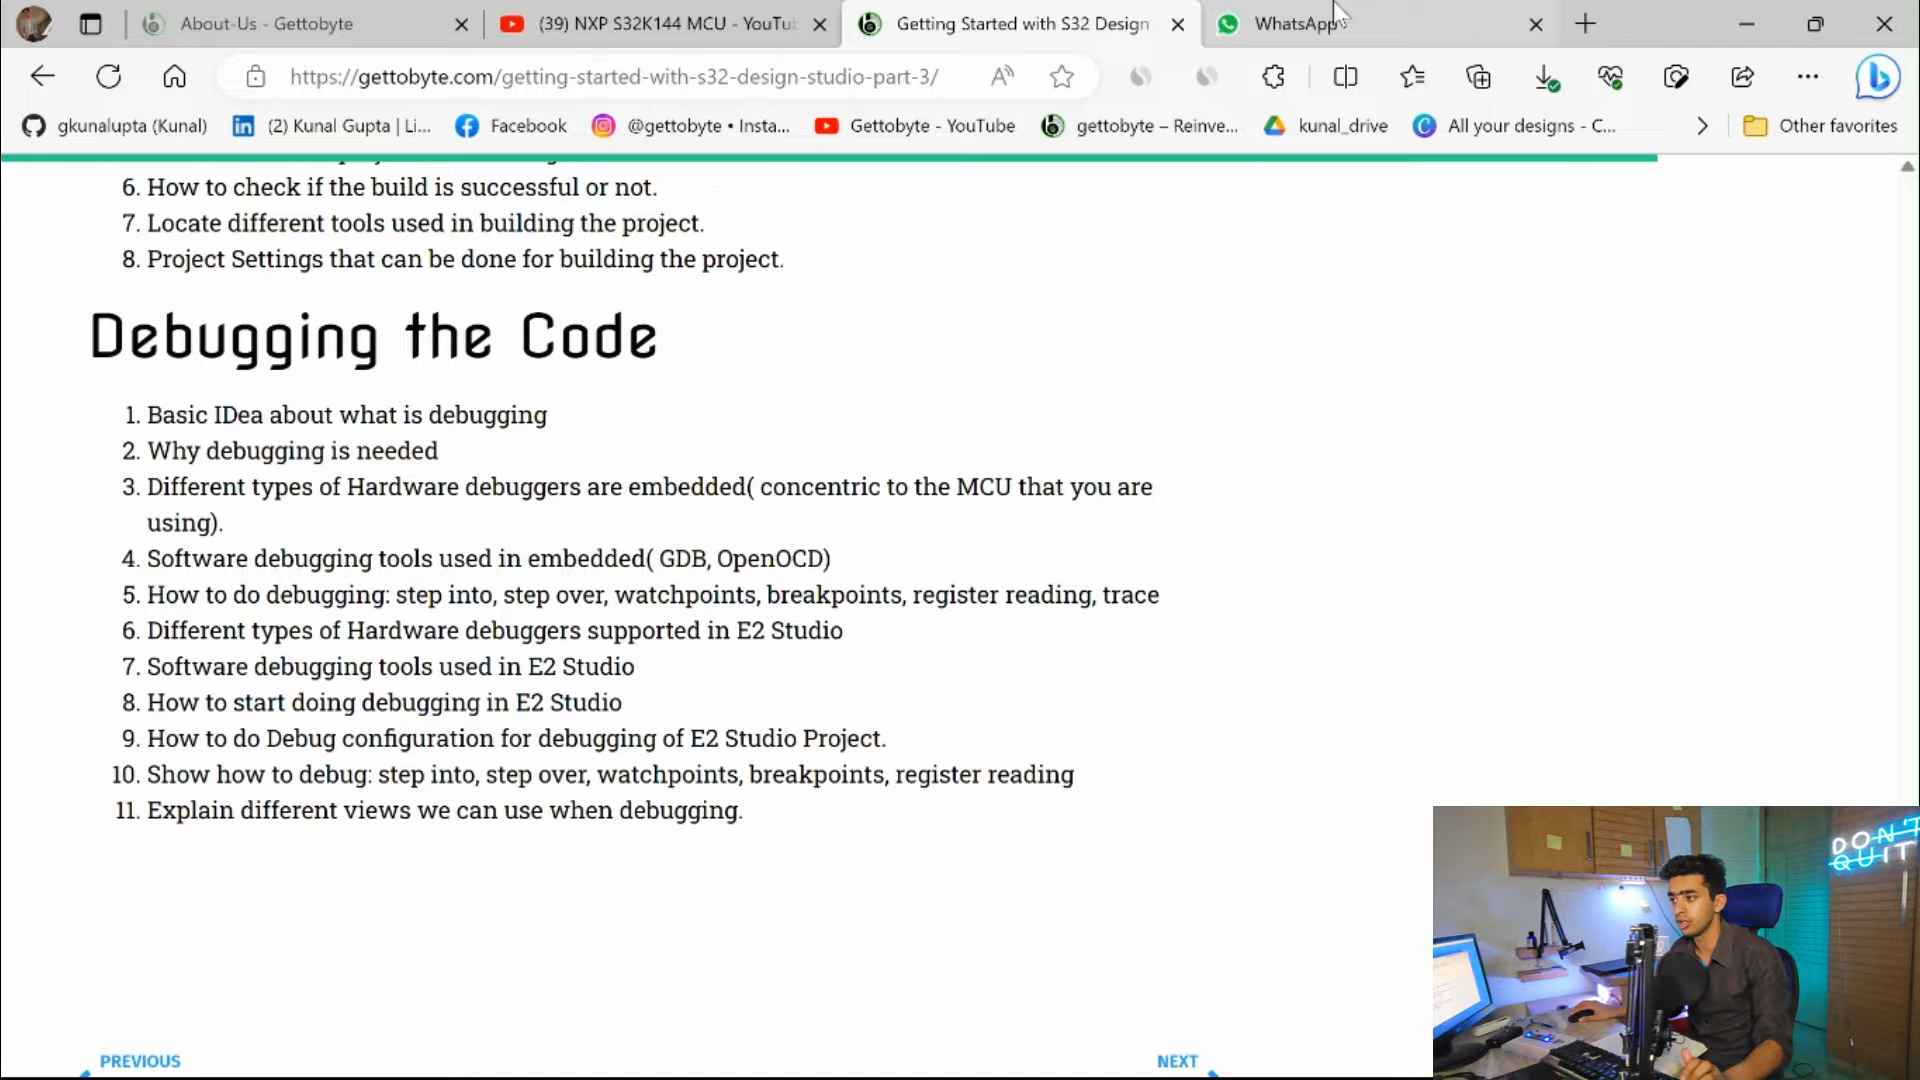 About-Us - Gettobyte
(39) NXP S32K144 MCU - YouTu
Getting Started with S32 Design
WhatsApp
https://gettobyte.com/getting-started-with-s32-design-studio-part-3/
gkunalupta (Kunal)
(2) Kunal Gupta | Li...
Facebook
@gettobyte • Insta...
Gettobyte - YouTube
gettobyte – Reinve...
kunal_drive
All your designs - C...
Other favorites
6. How to check if the build is successful or not.
7. Locate different tools used in building the project.
8. Project Settings that can be done for building the project.
Debugging the Code
1. Basic IDea about what is debugging
2. Why debugging is needed
3. Different types of Hardware debuggers are embedded( concentric to the MCU that you are
using).
4. Software debugging tools used in embedded( GDB, OpenOCD)
5. How to do debugging: step into, step over, watchpoints, breakpoints, register reading, trace
6. Different types of Hardware debuggers supported in E2 Studio
7. Software debugging tools used in E2 Studio
8. How to start doing debugging in E2 Studio
9. How to do Debug configuration for debugging of E2 Studio Project.
10. Show how to debug: step into, step over, watchpoints, breakpoints, register reading
11. Explain different views we can use when debugging.
DON'T
QUIT
PREVIOUS
NEXT